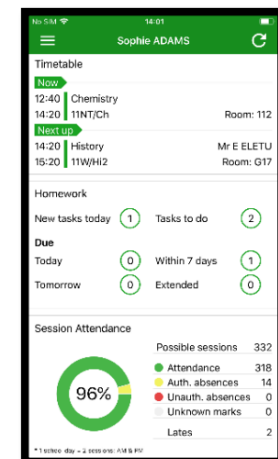 No SIM 14:01
Sophie ADAMS
Timetable
Now
12:40 Chemistry
14:20 11NT/Ch Room: 112
Next up
14:20 History Mr E ELETU
15:20 11W/Hi2 Room: G17
Homework
New tasks today 1 Tasks to do 2
Due
Today 0 Within 7 days 1
Tomorrow 0 Extended 0
Session Attendance
Possible sessions 332
Attendance 318
Auth. absences 14
96%
Unauth. absences 0
Unknown marks 0
Lates 2
* 1 school day = 2 sessions: AM & PM